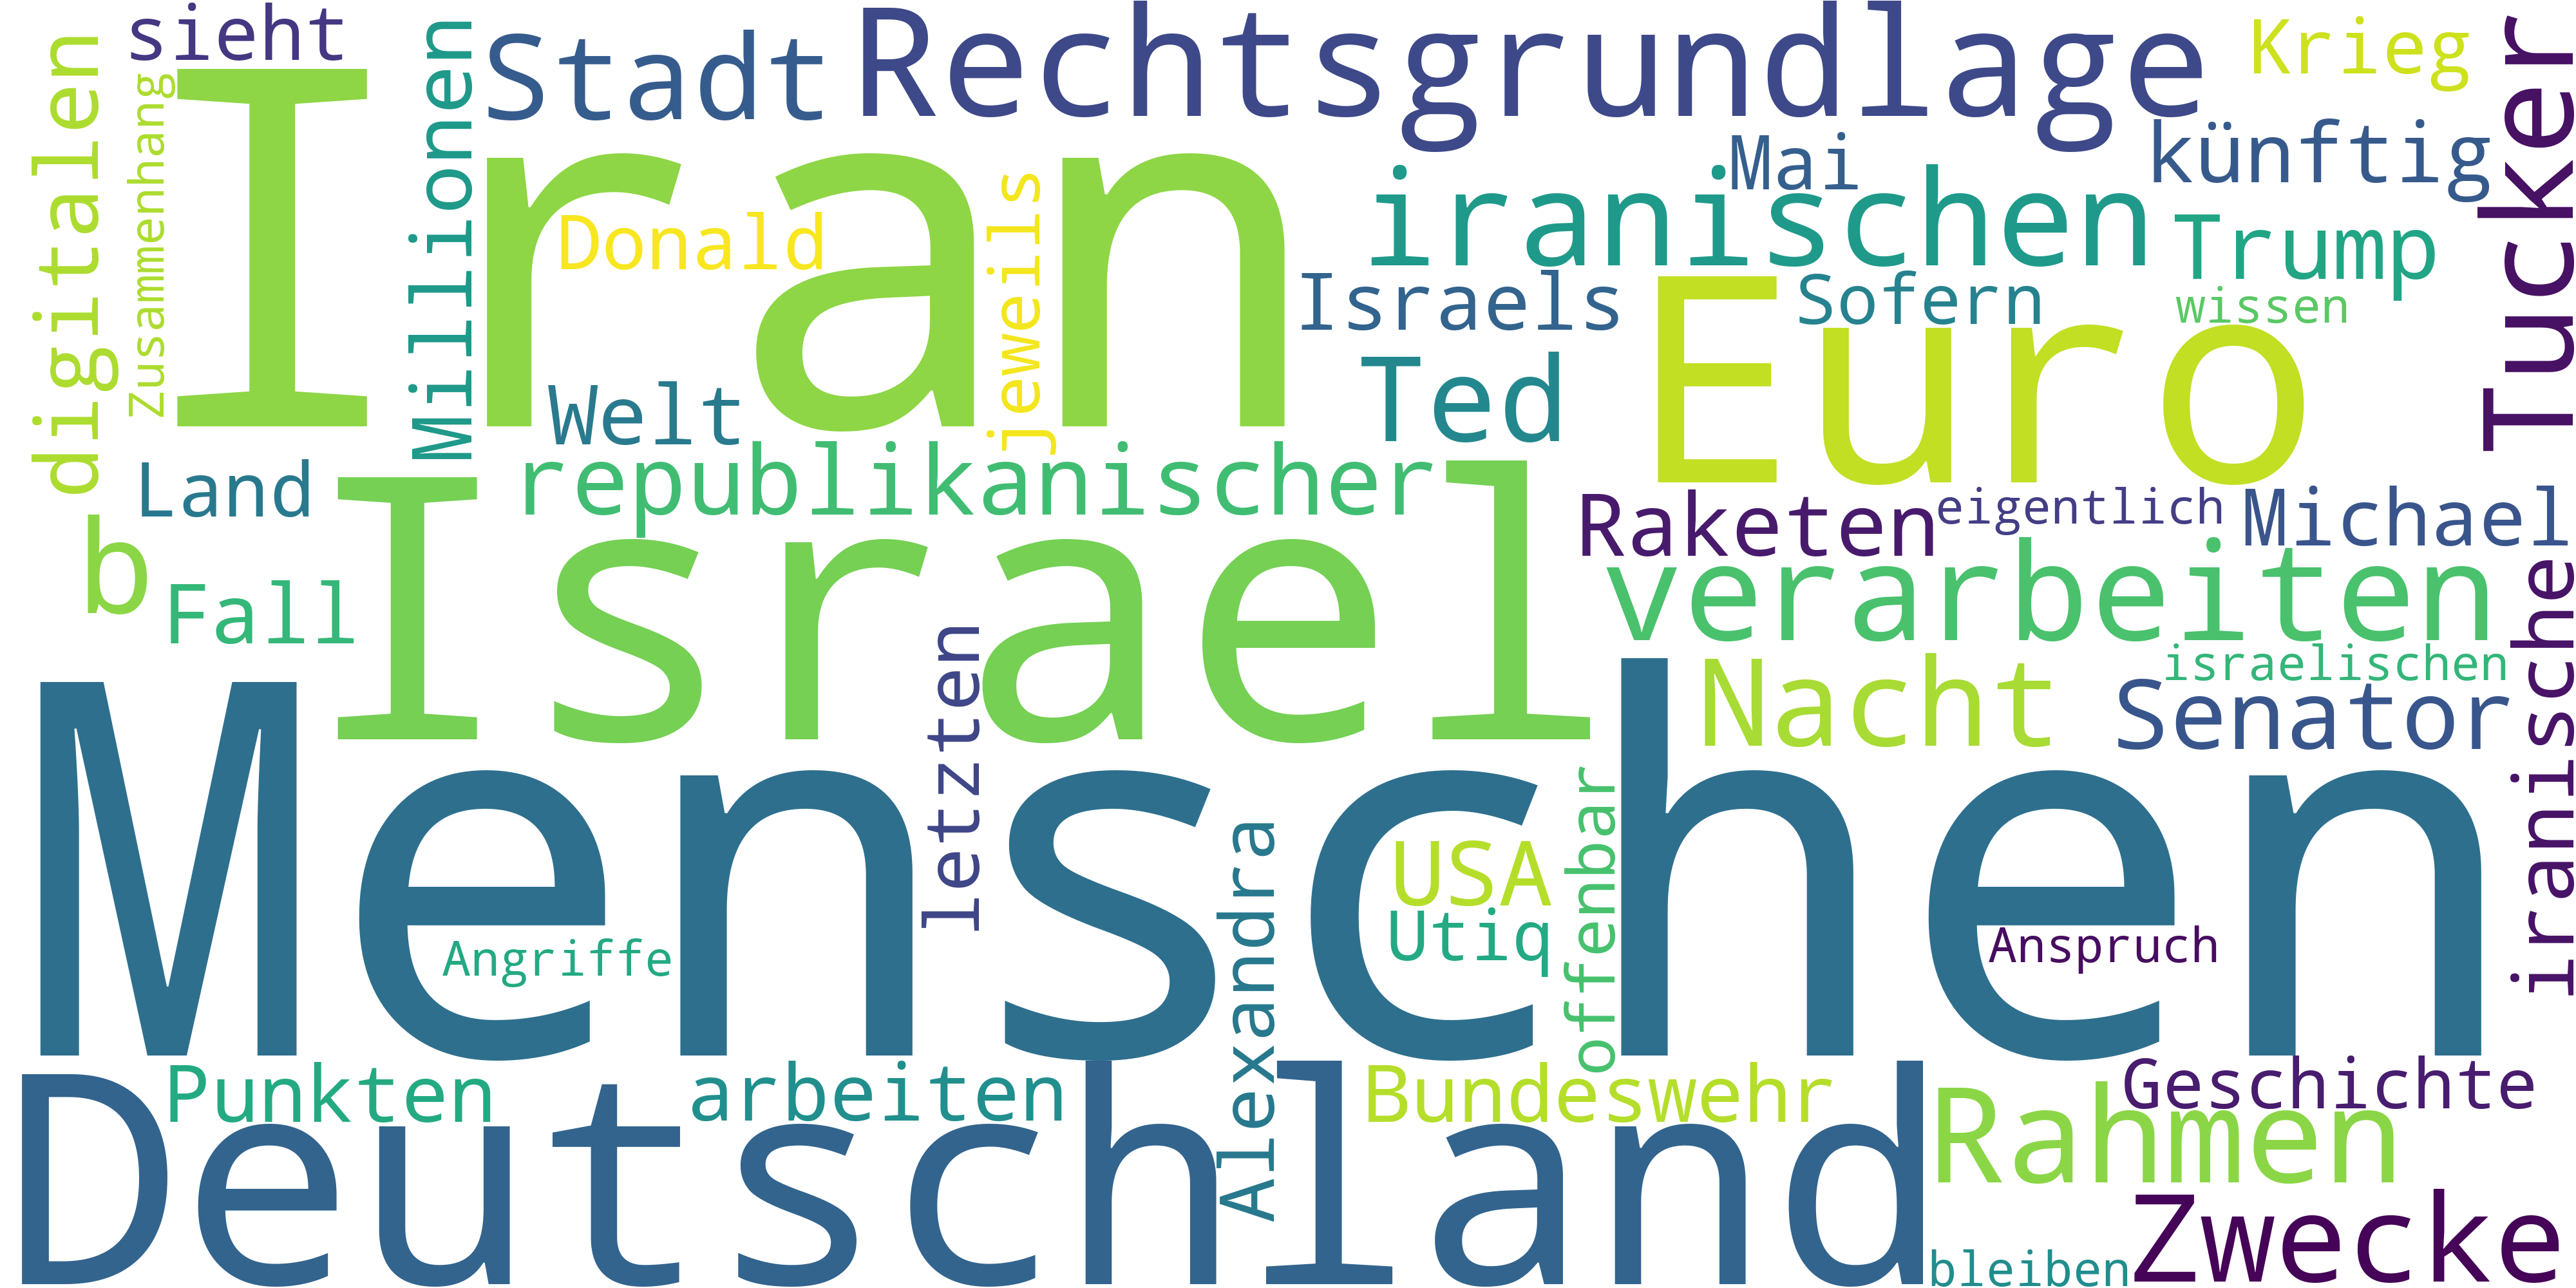 sieht
Stadt
Rechtsgrundlage
Krieg
Tucker
digitalen
Zusammenhang
Iran
Millionen
Donald
jeweils
Mai
künftig
iranischen
Trump
Israels
Sofern
wissen
Welt
Ted
Euro
Land
republikanischer
Raketen
eigentlich
Michael
b
Fall
Israel
verarbeiten
israelischen
iranische
letzten
Nacht
Senator
Menschen
Alexandra
USA
offenbar
Utiq
Angriffe
Anspruch
Punkten
arbeiten
Bundeswehr
Geschichte
Deutschland
Rahmen
Zwecke
bleiben